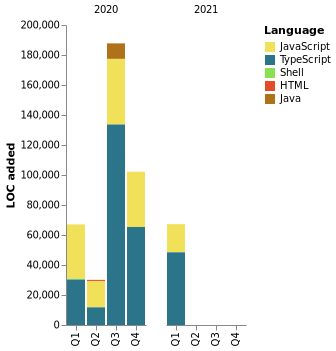 2020
2021
Language
JavaScript
TypeScript
Shell
HTML
Java
LOC added
200,000
180,000
160,000
140,000
120,000
100,000
80,000
60,000
40,000
20,000
0
Q1
Q2
Q3
Q4
Q1
Q2
Q3
Q4